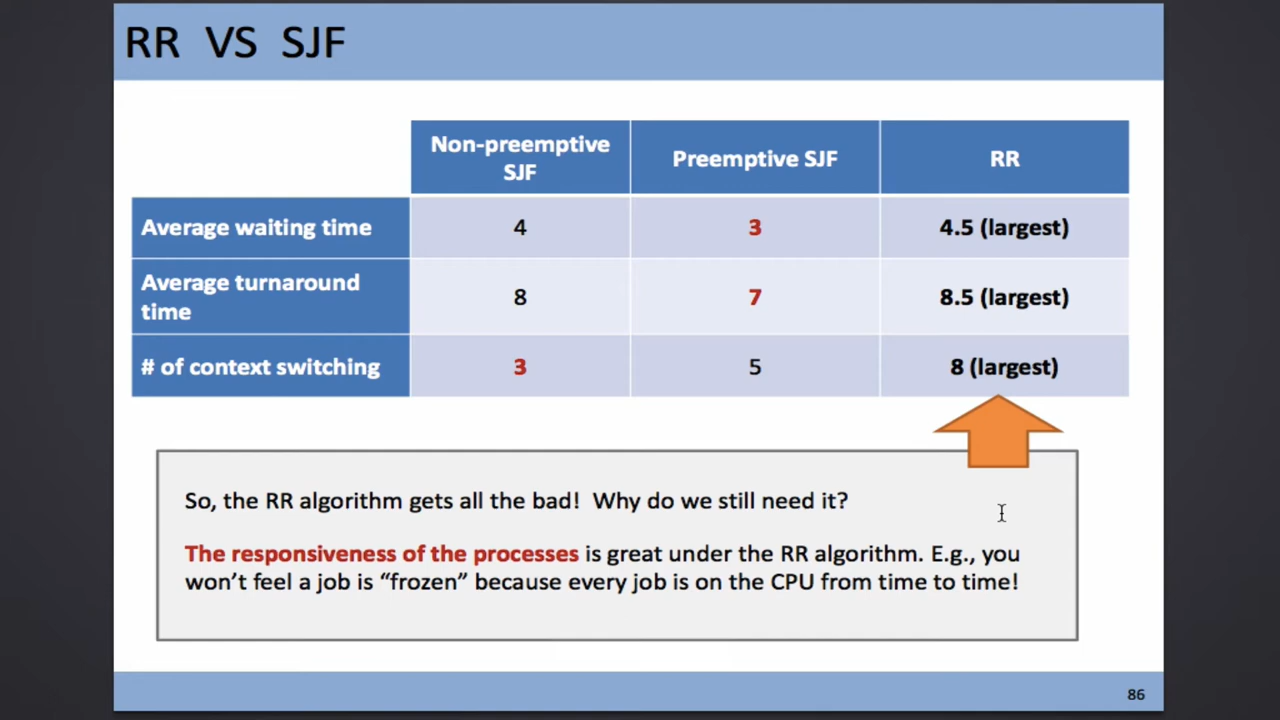 RR VS SJF
Non-preemptive
SJF
Preemptive SJF
RR
Average waiting time
4
3
4.5 (largest)
Average turnaround
time
8
7
8.5 (largest)
# of context switching
3
5
8 (largest)
So, the RR algorithm gets all the bad! Why do we still need it?
The responsiveness of the processes is great under the RR algorithm. E.g., you
won't feel a job is “frozen” because every job is on the CPU from time to time!
86